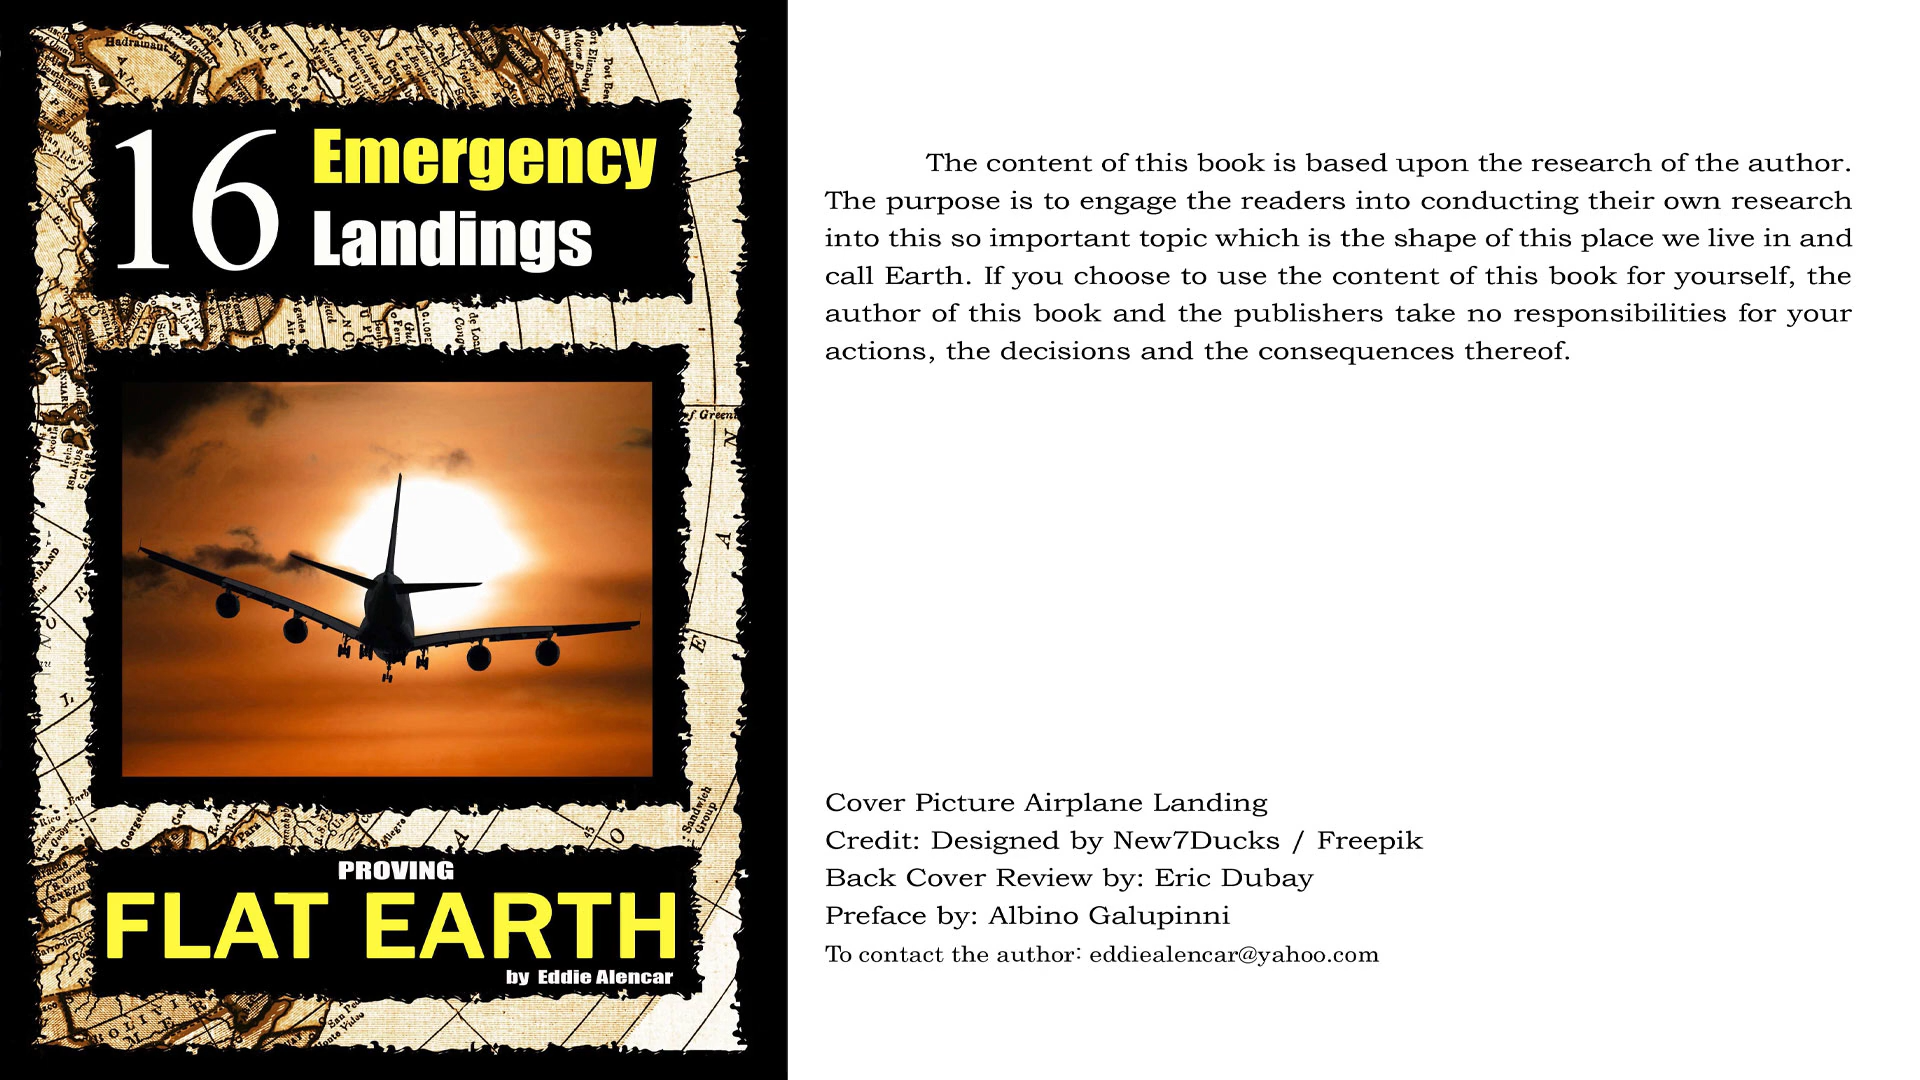 16 Emergency
Landings
PROVING
FLAT EARTH
by Eddie Alencar
The content of this book is based upon the research of the author.
The purpose is to engage the readers into conducting their own research
into this so important topic which is the shape of this place we live in and
call Earth. If you choose to use the content of this book for yourself, the
author of this book and the publishers take no responsibilities for your
actions, the decisions and the consequences thereof.
Cover Picture Airplane Landing
Credit: Designed by New7Ducks / Freepik
Back Cover Review by: Eric Dubay
Preface by: Albino Galupinni
To contact the author: eddiealencar@yahoo.com
Hadramaut
of Green
Sandwich
Group